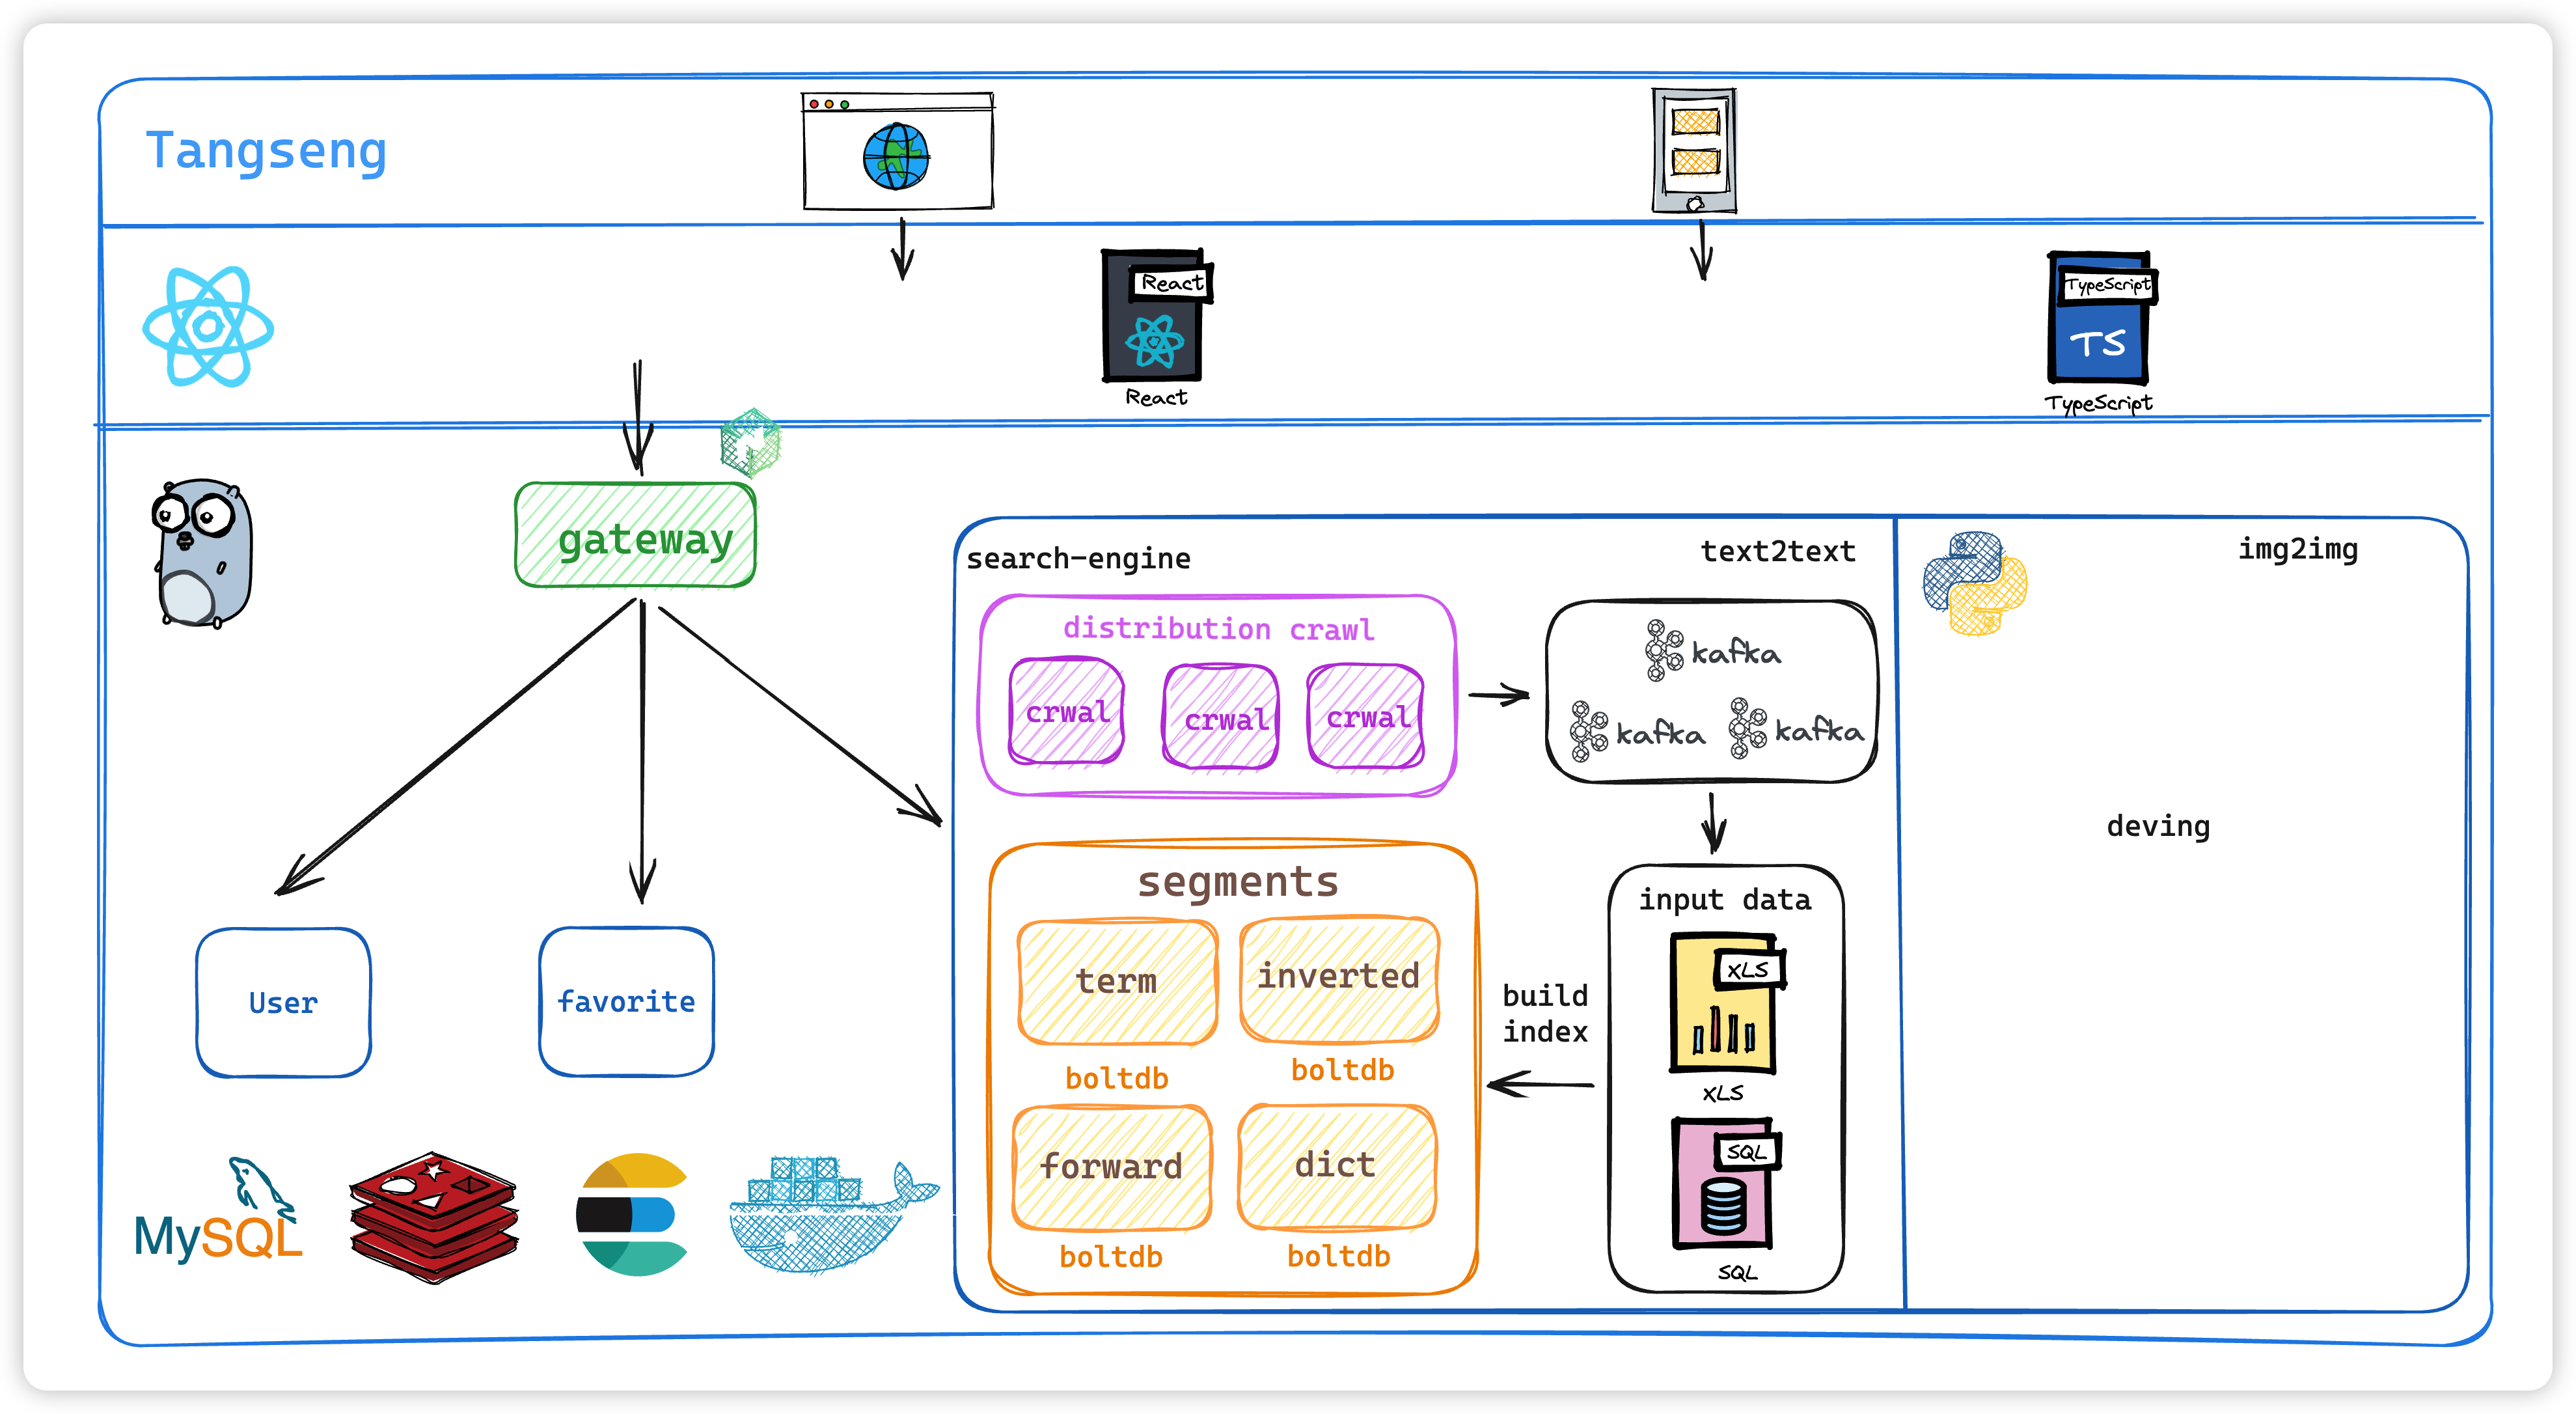 Tangseng
React
React
TypeScript
TS
TypeScript
gateway
search-engine
text2text
img2img
distribution crawl
crwal
crwal
crwal
kafka
kafka
kafka
deving
segments
term
inverted
boltdb
boltdb
forward
dict
boltdb
boltdb
build
index
input data
XLS
XLS
SQL
SQL
User
favorite
MySQL